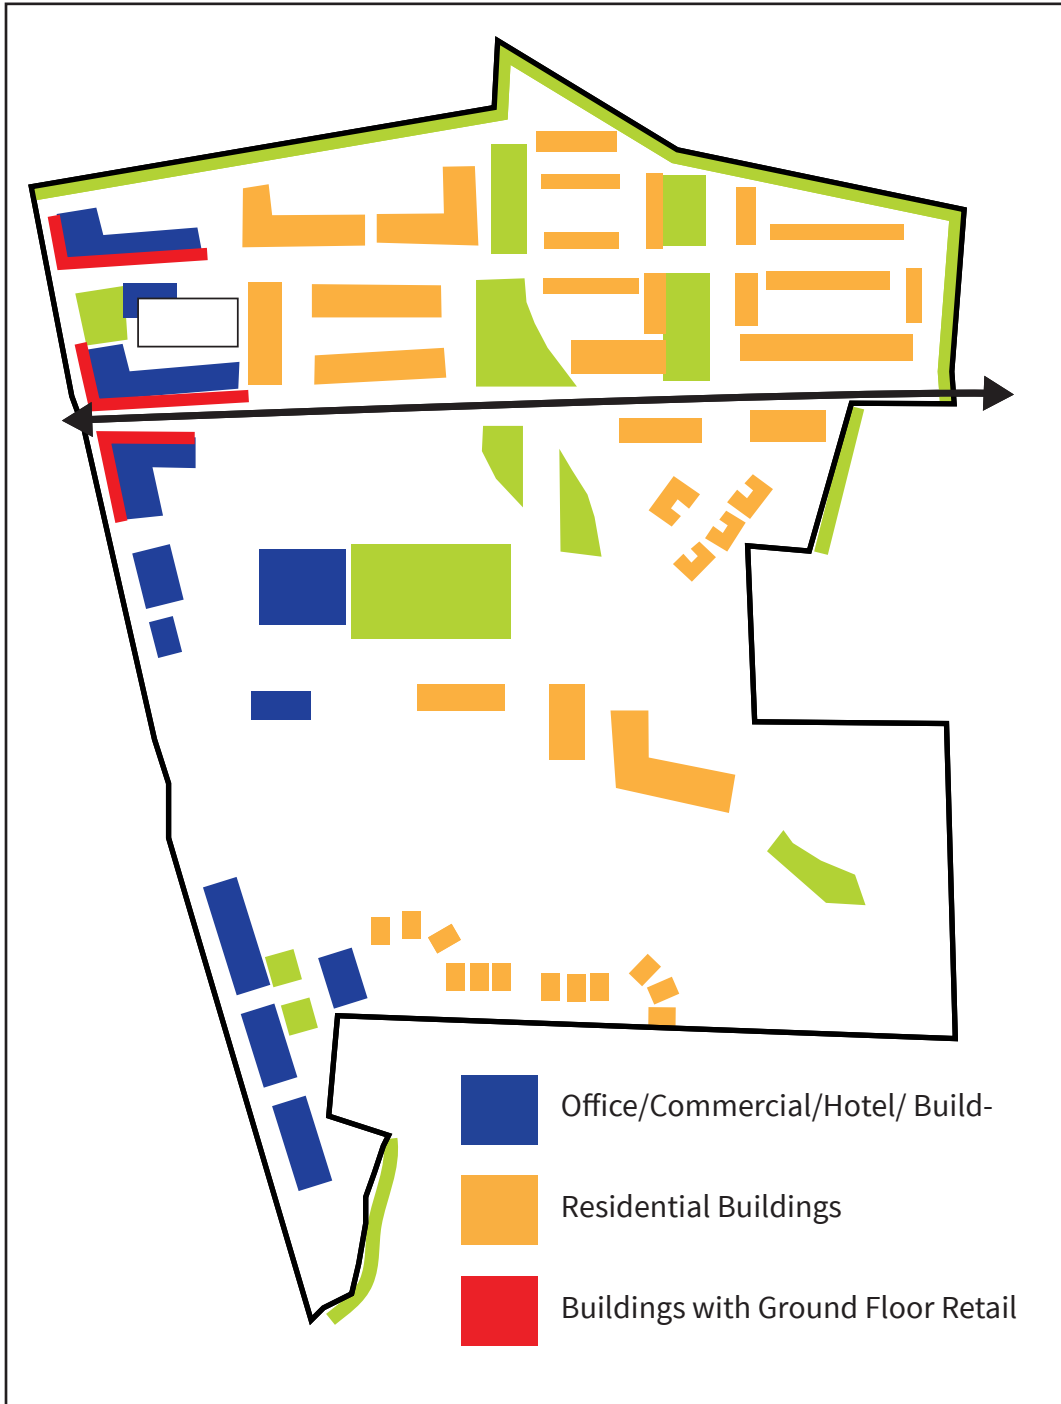 Office/Commercial/Hotel/ Build-
Residential Buildings
Buildings with Ground Floor Retail